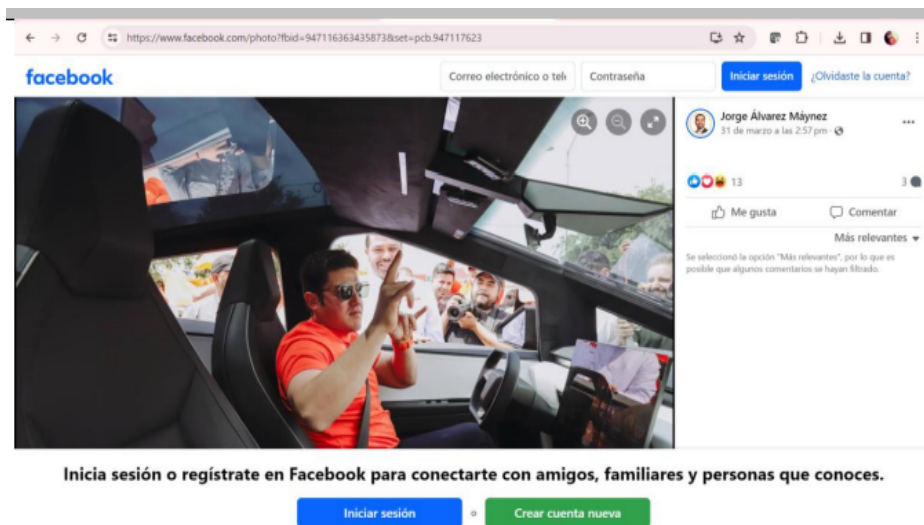 https://www.facebook.com/photo?fbid=947116363435873&set=pcb.947117623
facebook
Correo electrónico o telé
Contraseña
Iniciar sesión
¿Olvidaste la cuenta?
Jorge Álvarez Máynez
31 de marzo a las 2:57 pm ·
13
3
Me gusta
Comentar
Más relevantes
Se seleccionó la opción "Más relevantes", por lo que es
posible que algunos comentarios se hayan filtrado.
Inicia sesión o regístrate en Facebook para conectarte con amigos, familiares y personas que conoces.
Iniciar sesión
o
Crear cuenta nueva